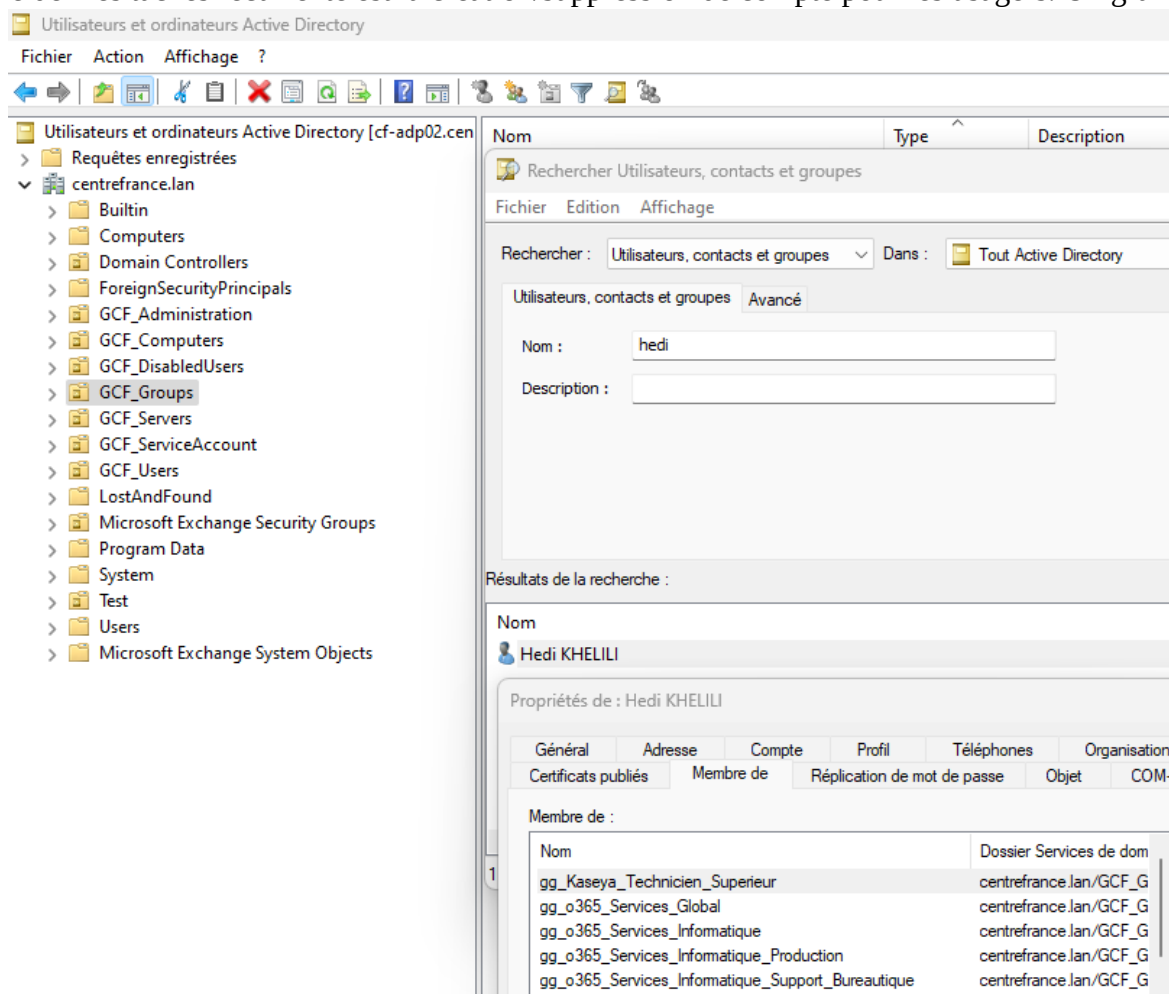 Utilisateurs et ordinateurs Active Directory
Fichier Action Affichage ?
Utilisateurs et ordinateurs Active Directory [cf-adp02.cen
Requêtes enregistrées
centrefrance.lan
Builtin
Computers
Domain Controllers
ForeignSecurityPrincipals
GCF_Administration
GCF_Computers
GCF_DisabledUsers
GCF_Groups
GCF_Servers
GCF_ServiceAccount
GCF_Users
LostAndFound
Microsoft Exchange Security Groups
Program Data
System
Test
Users
Microsoft Exchange System Objects
Nom Type Description
Rechercher Utilisateurs, contacts et groupes
Fichier Edition Affichage
Rechercher : Utilisateurs, contacts et groupes Dans : Tout Active Directory
Utilisateurs, contacts et groupes Avancé
Nom : hedi
Description :
Résultats de la recherche :
Nom
Hedi KHELILI
Propriétés de : Hedi KHELILI
Général Adresse Compte Profil Téléphones Organisation
Certificats publiés Membre de Réplication de mot de passe Objet COM-
Membre de :
Nom Dossier Services de dom
1
gg_Kaseya_Technicien_Superieur centrefrance.lan/GCF_G
gg_o365_Services_Global centrefrance.lan/GCF_G
gg_o365_Services_Informatique centrefrance.lan/GCF_G
gg_o365_Services_Informatique_Production centrefrance.lan/GCF_G
gg_o365_Services_Informatique_Support_Bureautique centrefrance.lan/GCF_G